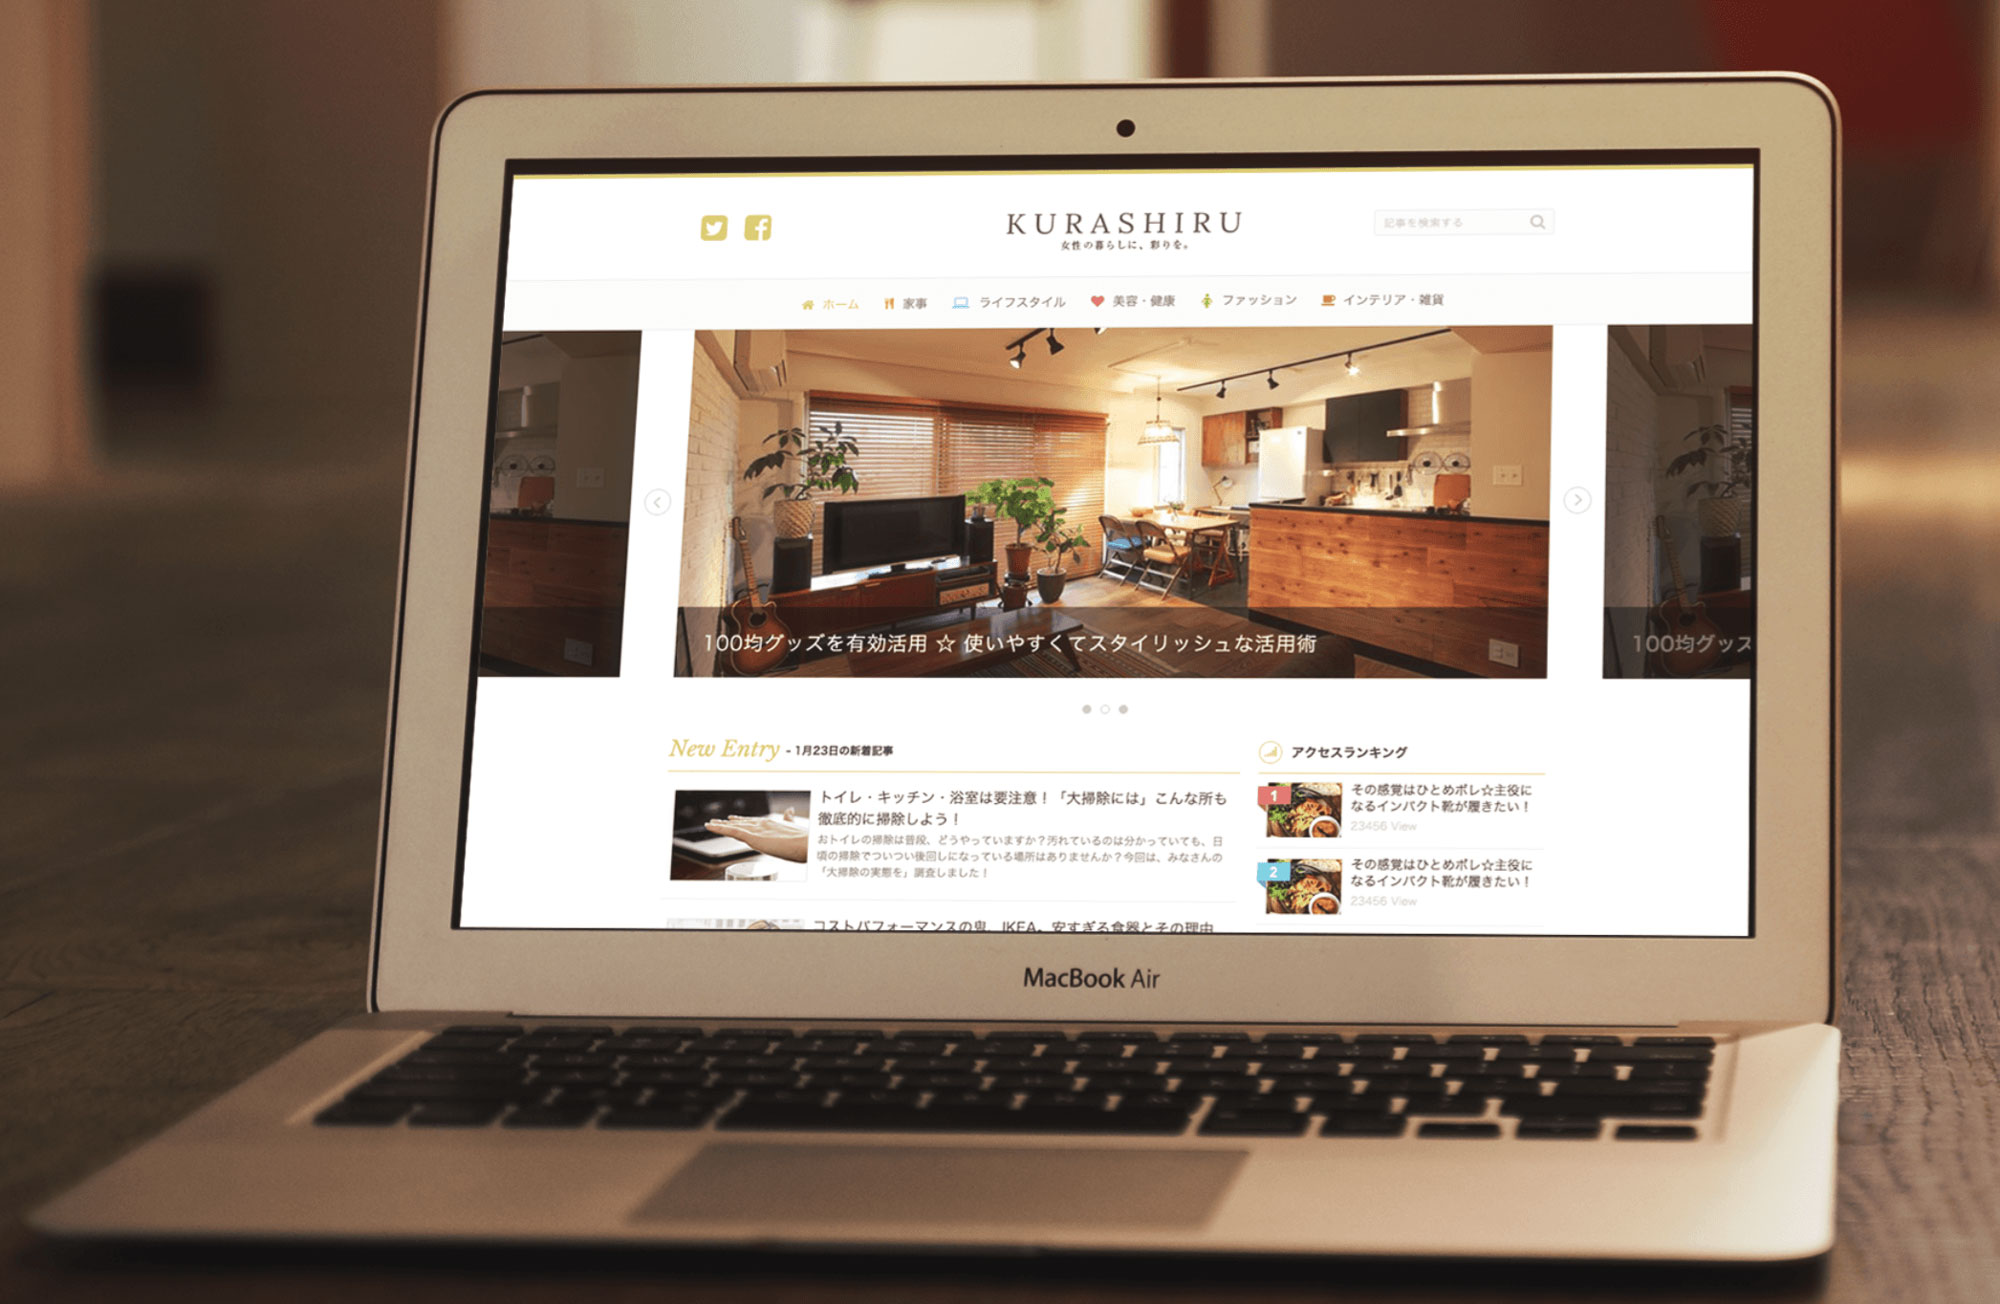 KURASHIRU
女性の暮らしに、彩りを。
記事を検索する
ホーム 家事 ライフスタイル 美容・健康 ファッション インテリア・雑貨
100均グッズを有効活用 ☆ 使いやすくてスタイリッシュな活用術
100均グッズ
New Entry - 1月23日の新着記事
トイレ・キッチン・浴室は要注意！「大掃除には」こんな所も
徹底的に掃除しよう！
おトイレの掃除は普段、どうやっていますか？汚れているのは分かっていても、日
頃の掃除でついつい後回しになっている場所はありませんか？今回は、みなさんの
「大掃除の実態を」調査しました！
コストパフォーマンスの鬼、IKEA。安すぎる食器とその理由
アクセスランキング
1
その感覚はひとめボレ☆主役に
なるインパクト靴が履きたい！
23456 View
2
その感覚はひとめボレ☆主役に
なるインパクト靴が履きたい！
23456 View
MacBook Air